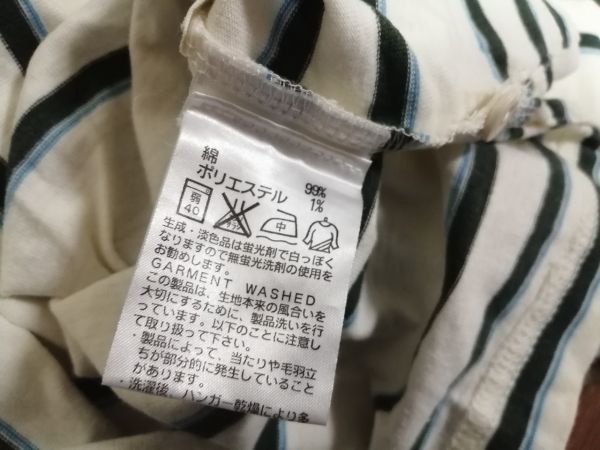 綿 99%
ポリエステル 1%
弱 40 中
生成・淡色品は蛍光剤で白っぽく
なりますので無蛍光洗剤の使用を
お勧めします。
GARMENT WASHED
この製品は、生地本来の風合いを
大切にするために、製品洗いを行
っています。以下のことに注意し
て取り扱って下さい。
・製品によって、当たりや毛羽立
ちが部分的に発生していること
があります。
・洗濯後、ハンガー乾燥により多